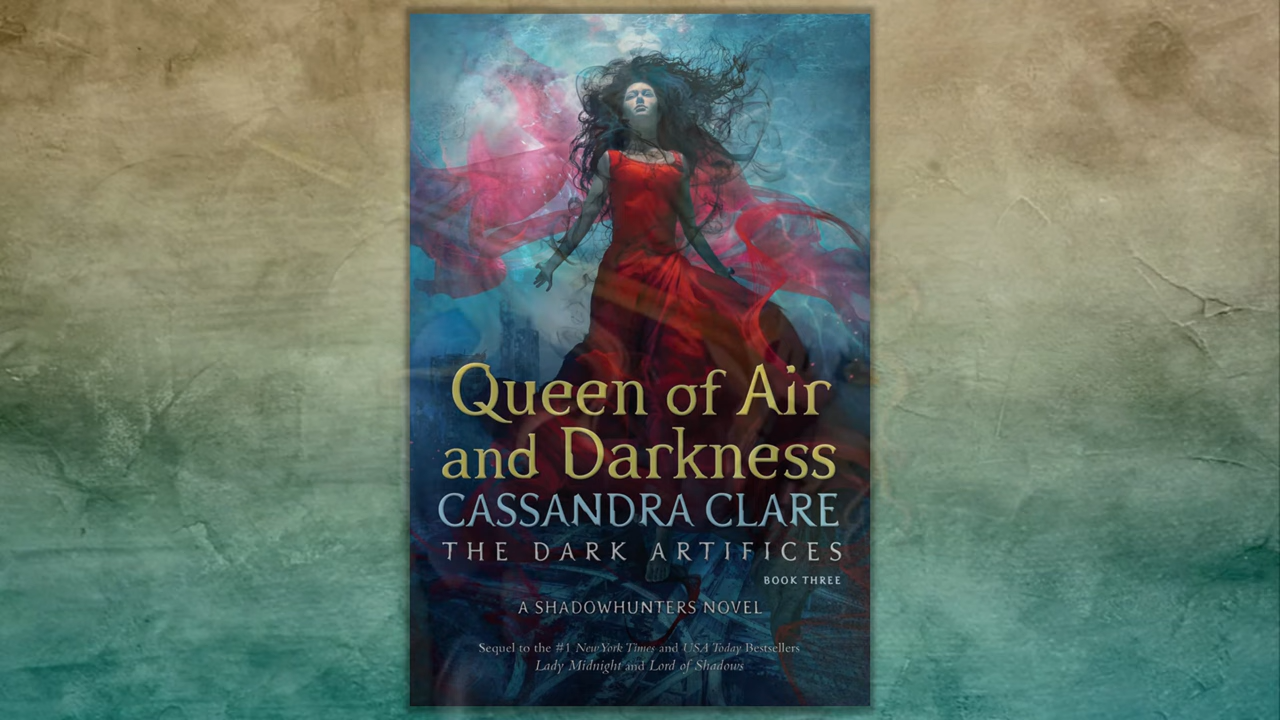 Queen of Air
and Darkness
CASSANDRA CLARE
THE DARK ARTIFICES
BOOK THREE
A SHADOWHUNTERS NOVEL
Sequel to the #1 New York Times and USA Today Bestsellers
Lady Midnight and Lord of Shadows